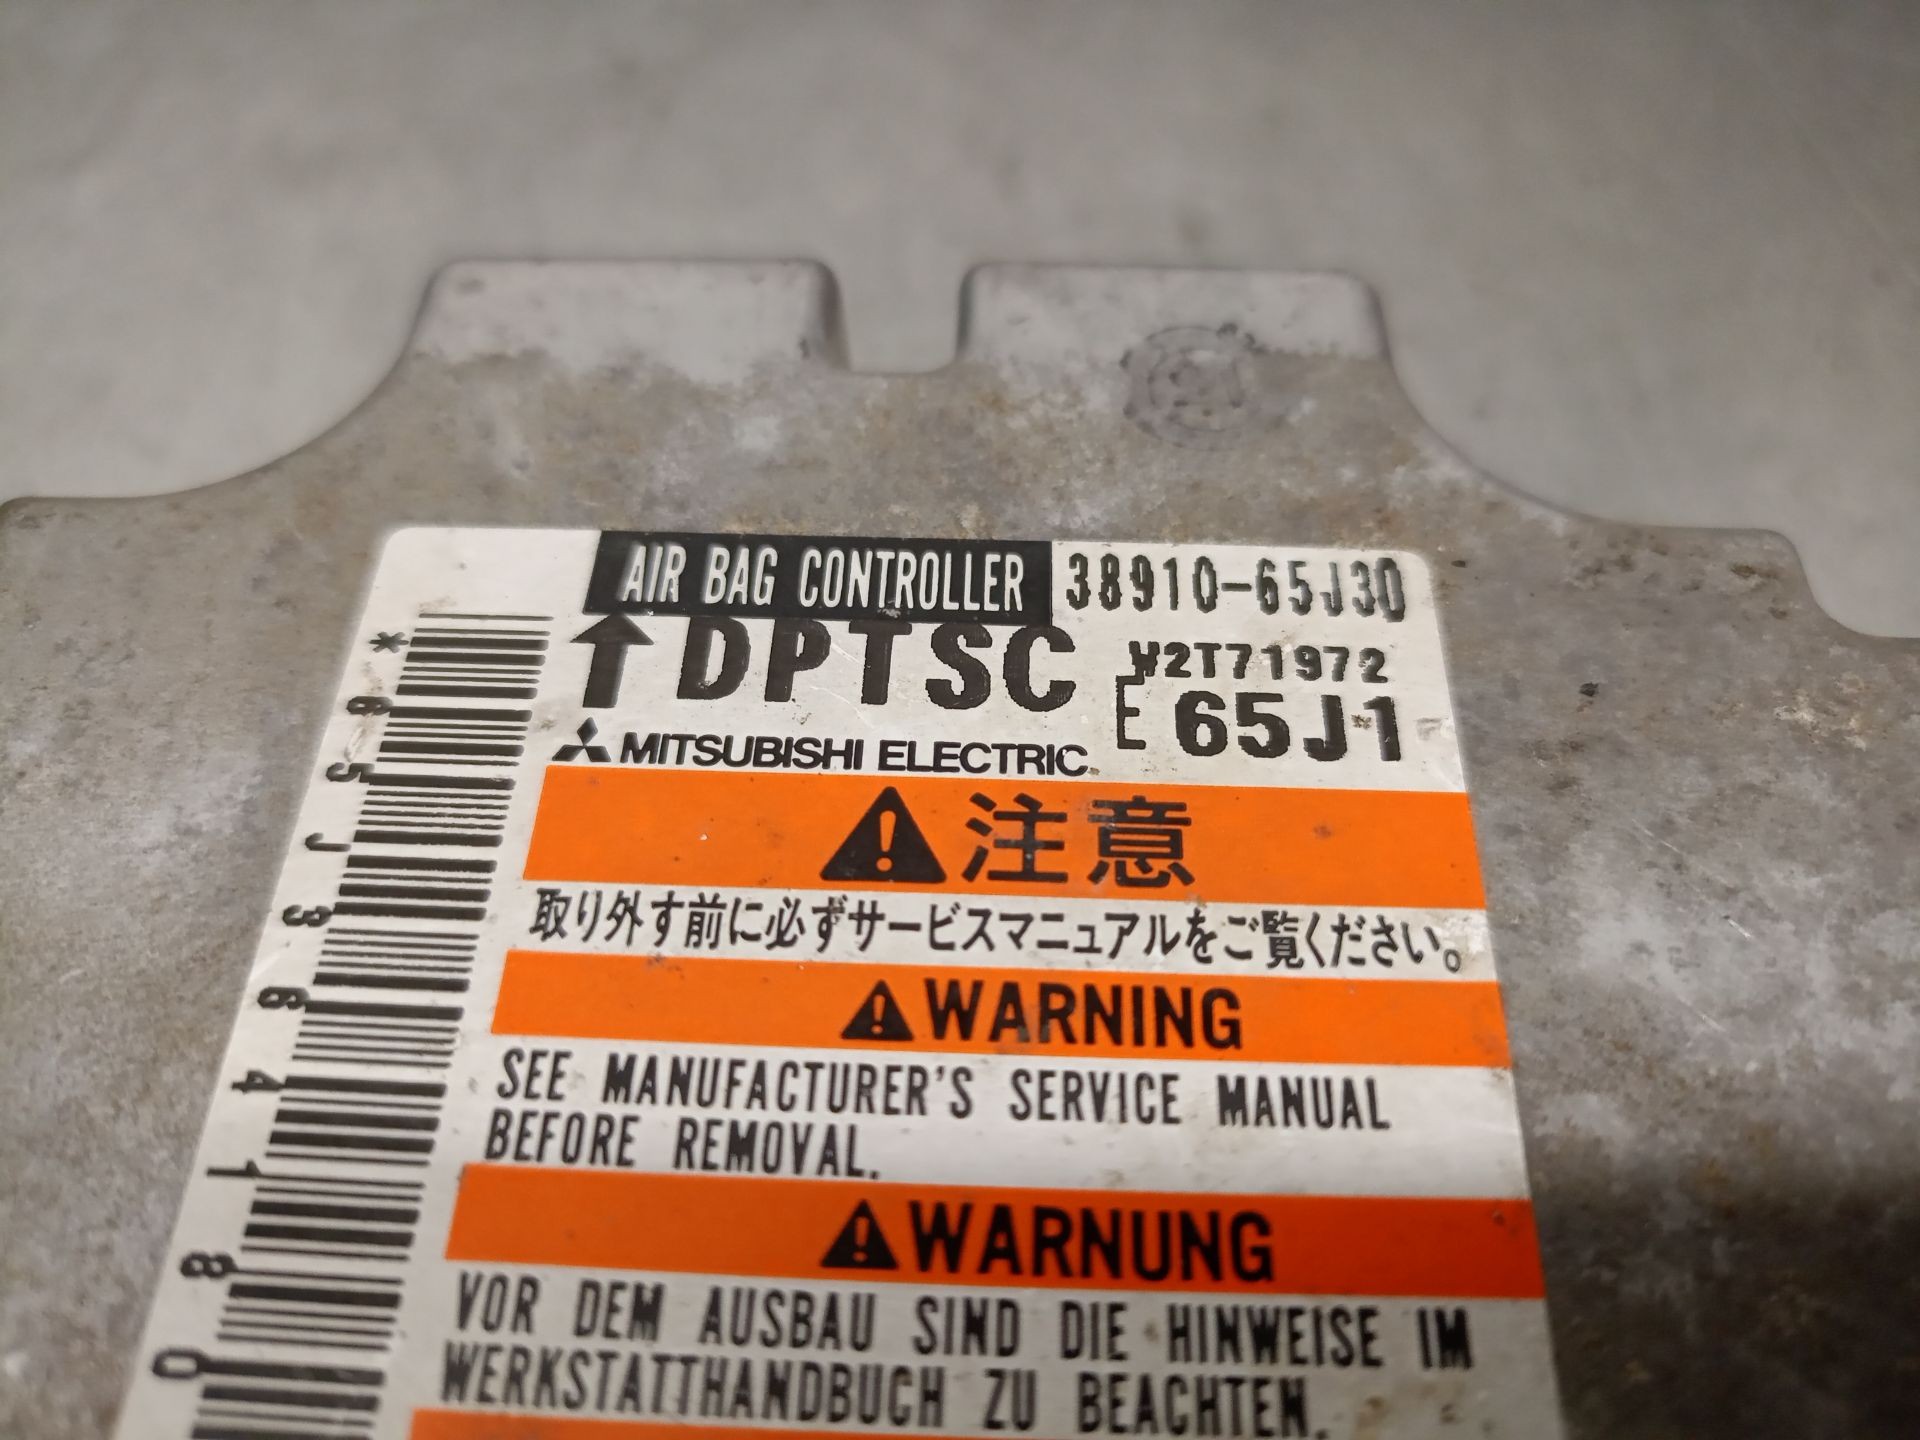 AIR BAG CONTROLLER 38910-65J30
DPTSC W2T71972
E 65J1
MITSUBISHI ELECTRIC
注意
取り外す前に必ずサービスマニュアルをご覧ください。
WARNING
SEE MANUFACTURER'S SERVICE MANUAL
BEFORE REMOVAL.
WARNUNG
VOR DEM AUSBAU SIND DIE HINWEISE IM
WERKSTATTHANDBUCH ZU BEACHTEN.
*65J364180